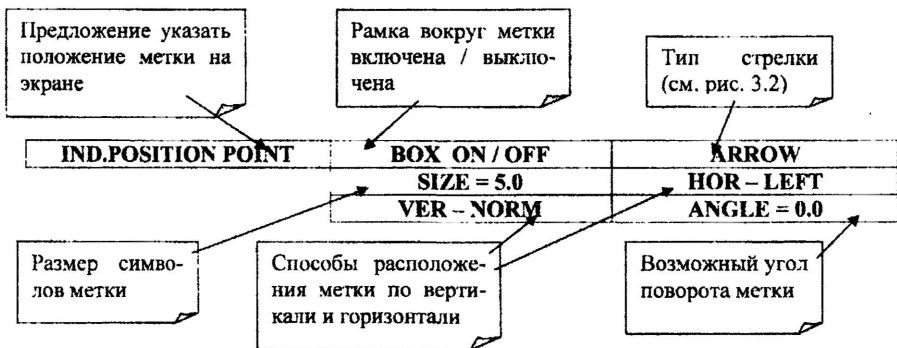 Предложение указать
положение метки на
экране
Рамка вокруг метки
включена / выклю-
чена
Тип стрелки
(см. рис. 3.2)
IND.POSITION POINT
BOX ON / OFF
ARROW
SIZE = 5.0
HOR – LEFT
VER – NORM
ANGLE = 0.0
Размер симво-
лов метки
Способы расположе-
ния метки по верти-
кали и горизонтали
Возможный угол
поворота метки